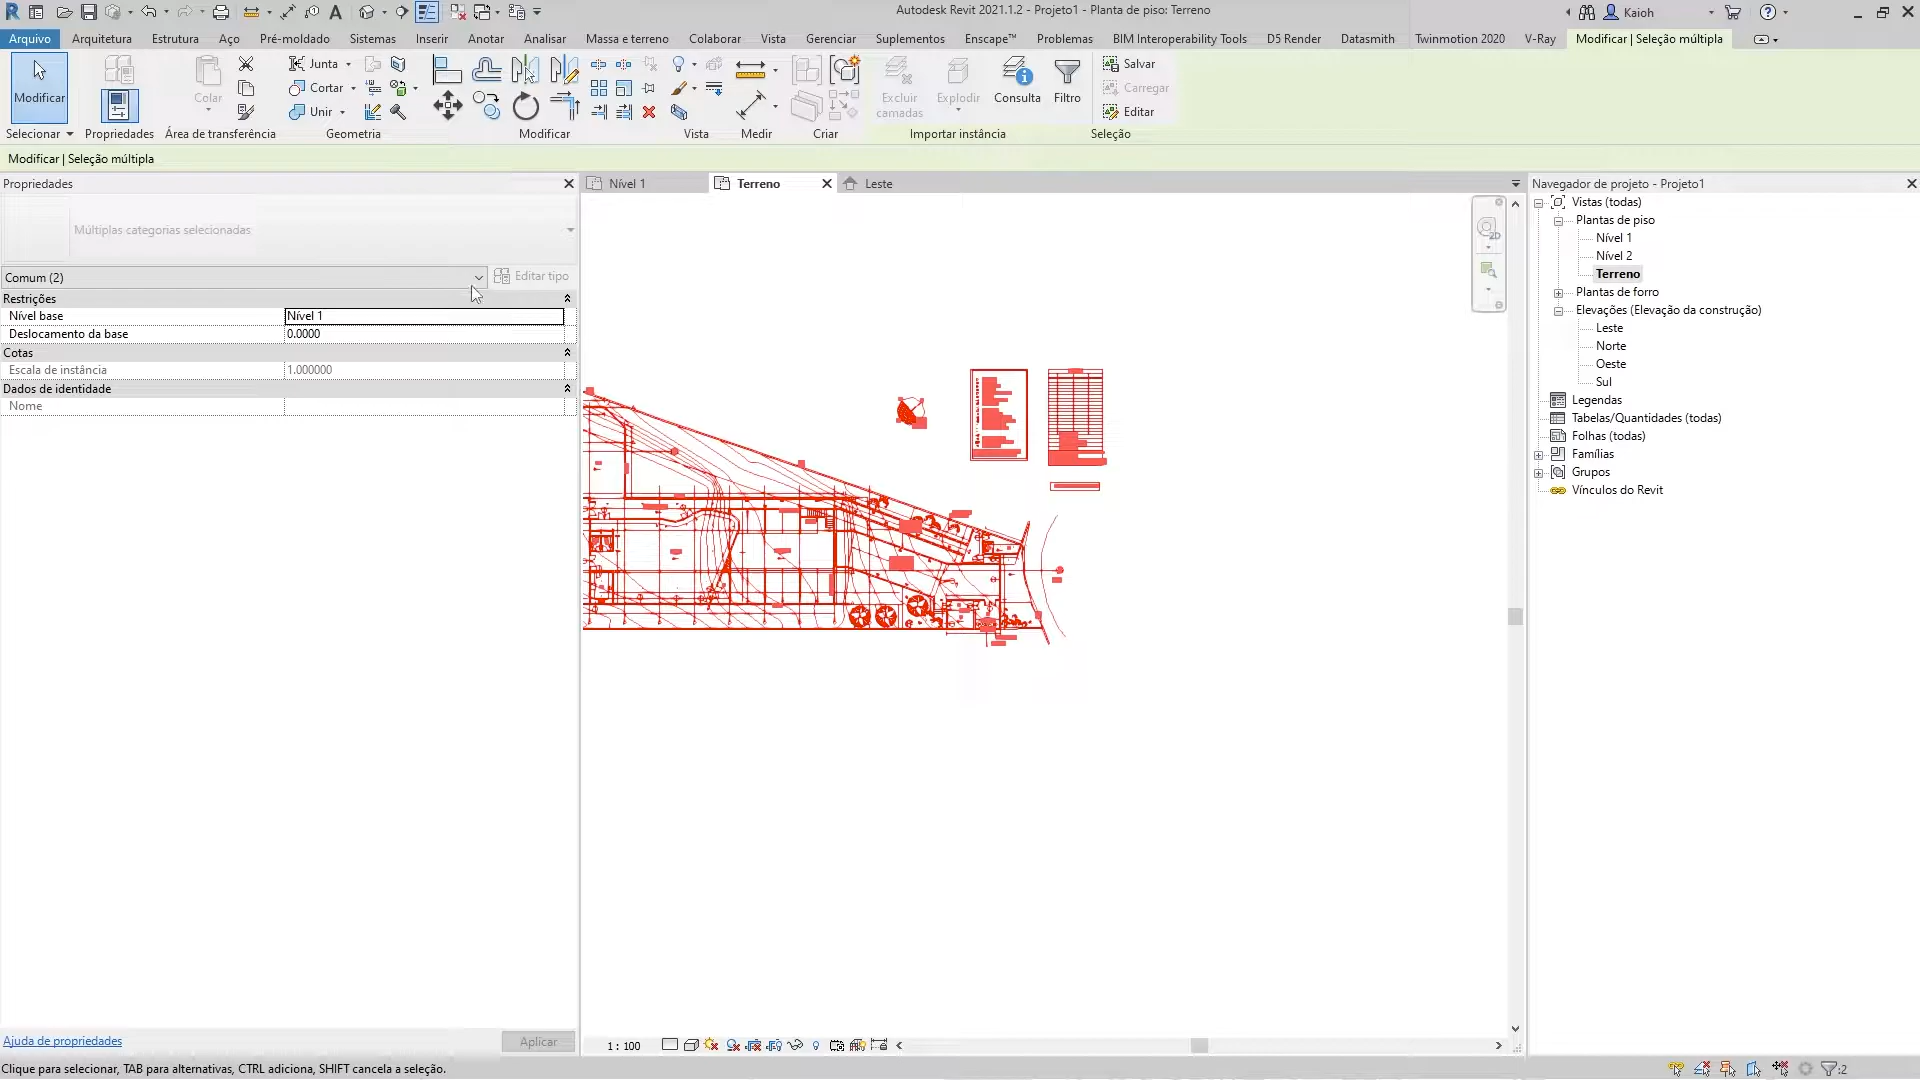 Autodesk Revit 2021.1.2 - Projeto1 - Planta de piso: Terreno
Kaioh
Arquivo Arquitetura Estrutura Aço Pré-moldado Sistemas Inserir Anotar Analisar Massa e terreno Colaborar Vista Gerenciar Suplementos Enscape™ Problemas BIM Interoperability Tools D5 Render Datasmith Twinmotion 2020 V-Ray Modificar | Seleção múltipla
Modificar
Colar
Junta
Cortar
Unir
Excluir camadas
Explodir
Consulta
Filtro
Salvar
Carregar
Editar
Selecionar Propriedades Área de transferência Geometria Modificar Vista Medir Criar Importar instância Seleção
Modificar | Seleção múltipla
Propriedades
Múltiplas categorias selecionadas
Comum (2)
Editar tipo
Restrições
Nível base Nível 1
Deslocamento da base 0.0000
Cotas
Escala de instância 1.000000
Dados de identidade
Nome
Ajuda de propriedades
Aplicar
Nível 1
Terreno
Leste
2D
1 : 100
Navegador de projeto - Projeto1
Vistas (todas)
Plantas de piso
Nível 1
Nível 2
Terreno
Plantas de forro
Elevações (Elevação da construção)
Leste
Norte
Oeste
Sul
Legendas
Tabelas/Quantidades (todas)
Folhas (todas)
Famílias
Grupos
Vínculos do Revit
Clique para selecionar, TAB para alternativas, CTRL adiciona, SHIFT cancela a seleção.
:2